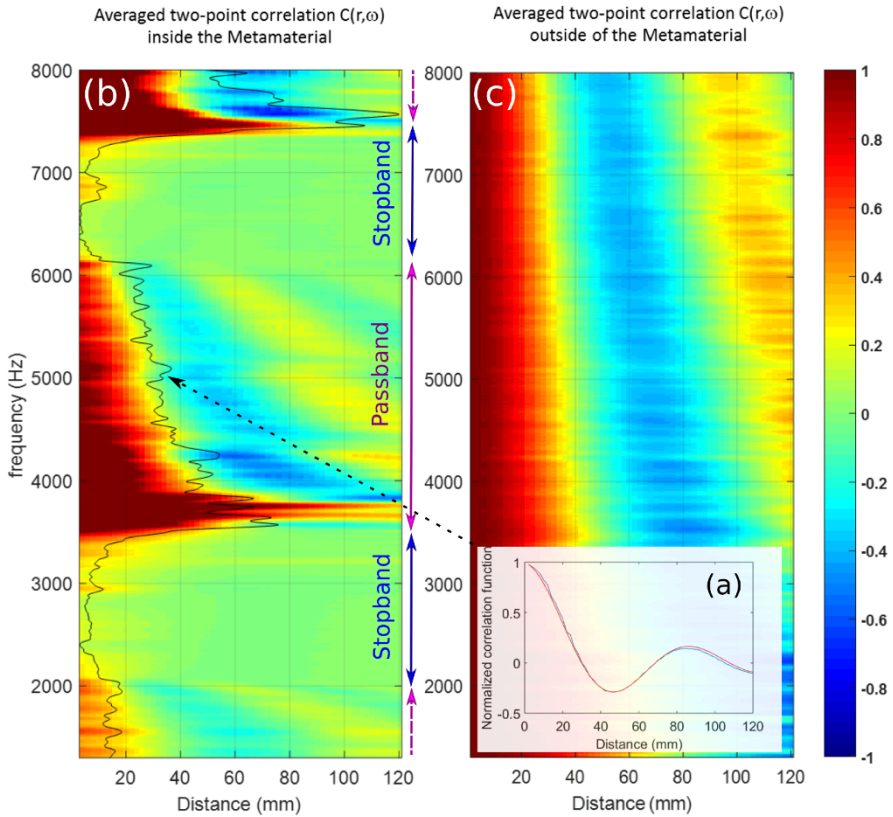 Averaged two-point correlation C(r,ω)
inside the Metamaterial
Averaged two-point correlation C(r,ω)
outside of the Metamaterial
(b)
8000
7000
6000
5000
4000
3000
2000
frequency (Hz)
20 40 60 80 100 120
Distance (mm)
Stopband
Passband
Stopband
(c)
8000
7000
6000
5000
4000
3000
2000
20 40 60 80 100 120
Distance (mm)
(a)
Normalized correlation function
1
0.5
0
-0.5
0 20 40 60 80 100 120
Distance (mm)
1
0.8
0.6
0.4
0.2
0
-0.2
-0.4
-0.6
-0.8
-1